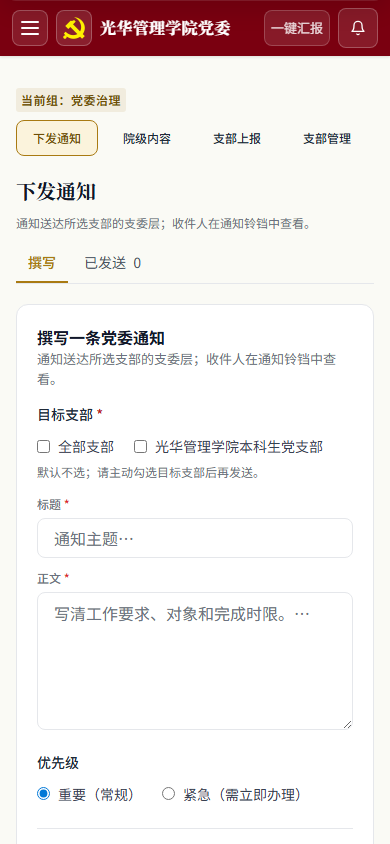 光华管理学院党委
一键汇报
当前组：党委治理
下发通知
院级内容
支部上报
支部管理
下发通知
通知送达所选支部的支委层；收件人在通知铃铛中查看。
撰写
已发送 0
撰写一条党委通知
通知送达所选支部的支委层；收件人在通知铃铛中查
看。
目标支部 *
全部支部
光华管理学院本科生党支部
默认不选；请主动勾选目标支部后再发送。
标题 *
通知主题…
正文 *
写清工作要求、对象和完成时限。…
优先级
重要（常规）
紧急（需立即办理）